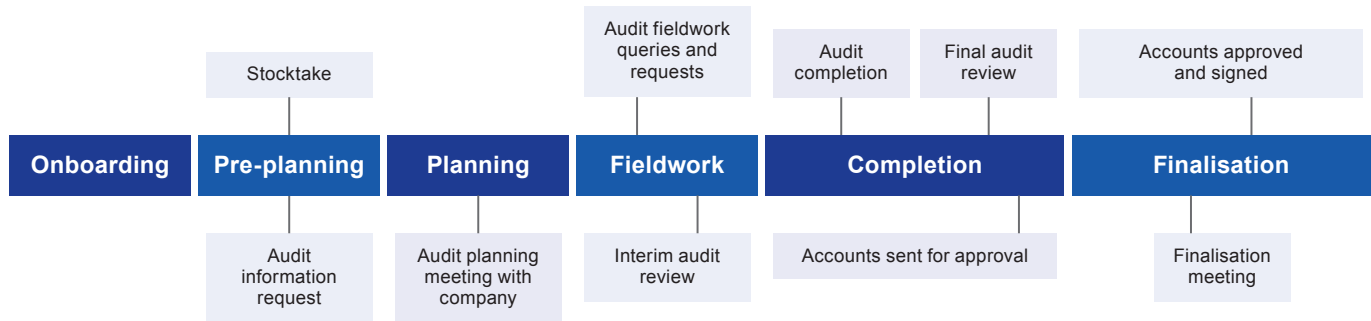 Audit fieldwork
queries and
requests
Stocktake
Audit
completion
Final audit
review
Accounts approved
and signed
Onboarding
Pre-planning
Planning
Fieldwork
Completion
Finalisation
Audit
information
request
Audit planning
meeting with
company
Interim audit
review
Accounts sent for approval
Finalisation
meeting